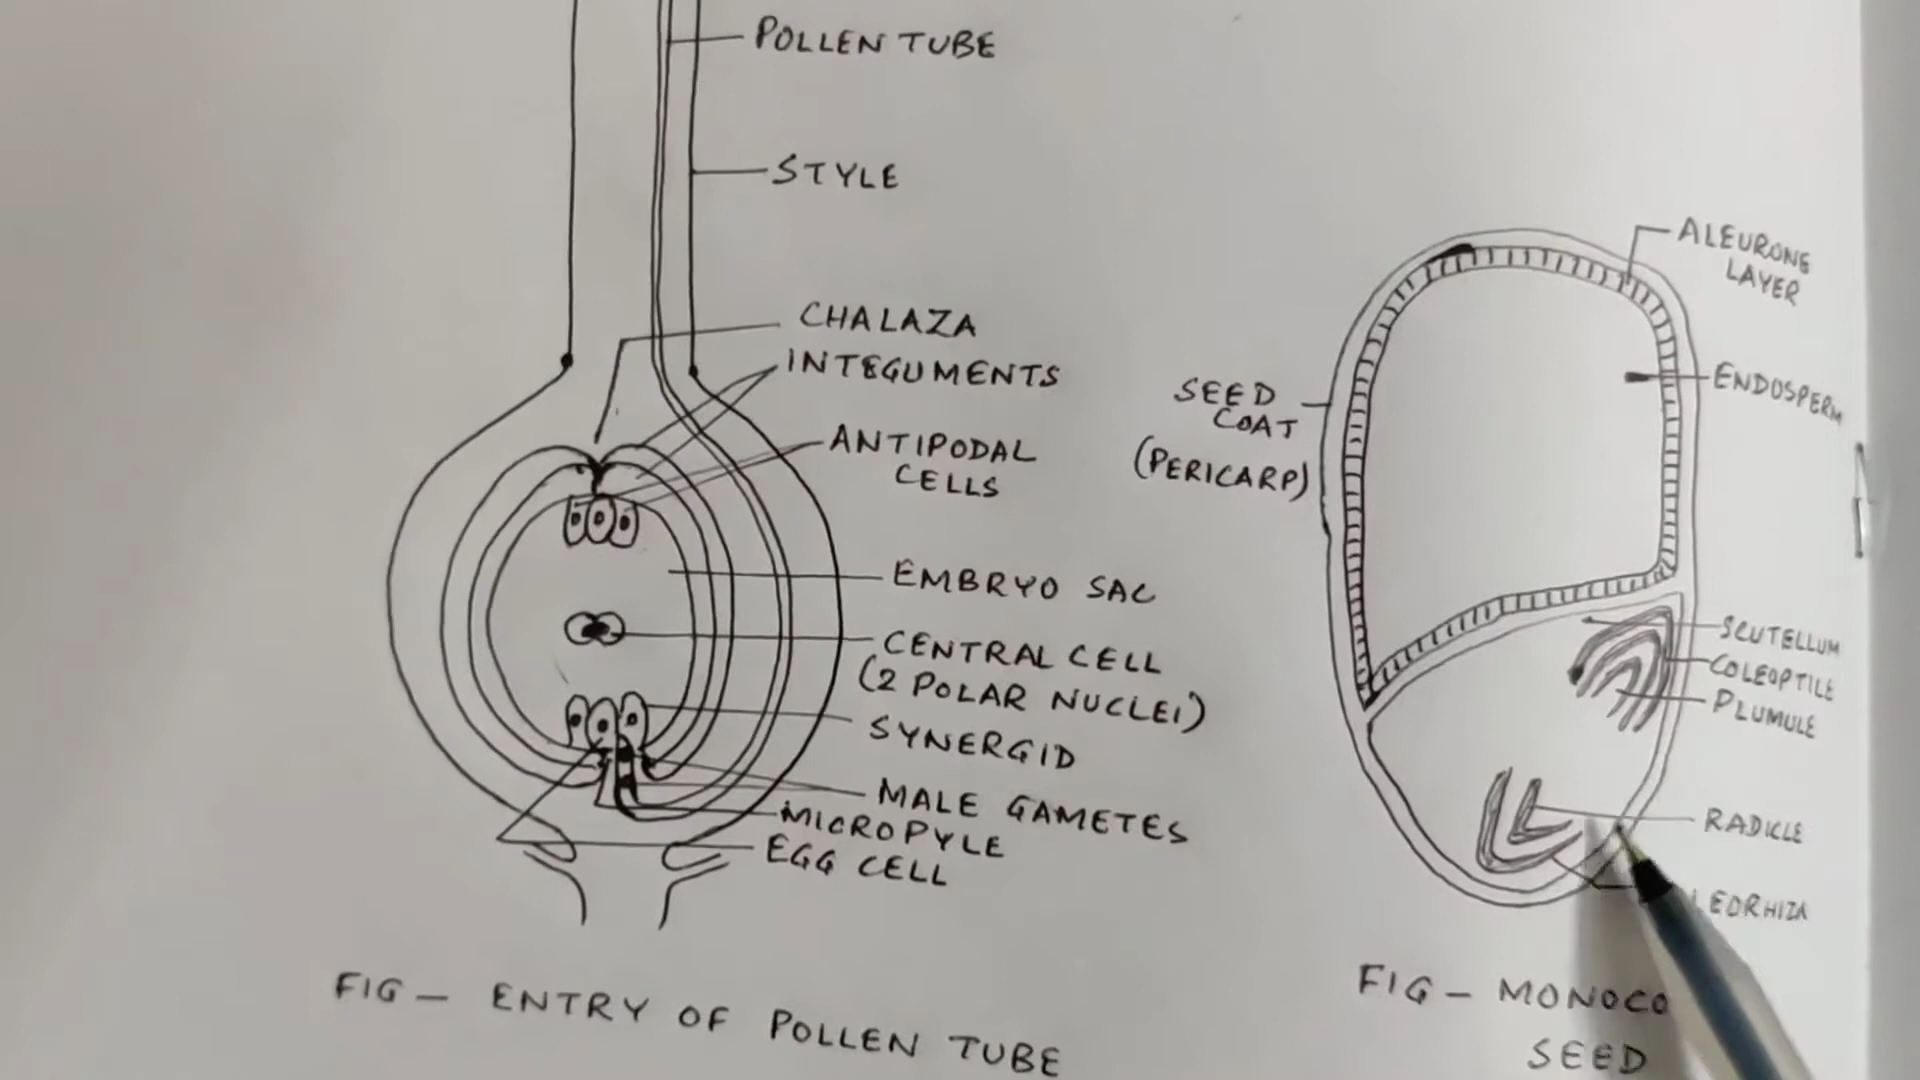 POLLEN TUBE
STYLE
CHALAZA
INTEGUMENTS
ANTIPODAL
CELLS
EMBRYO SAC
CENTRAL CELL
(2 POLAR NUCLEI)
SYNERGID
MALE GAMETES
MICROPYLE
EGG CELL
FIG - ENTRY OF POLLEN TUBE
ALEURONE
LAYER
ENDOSPERM
SEED
COAT
(PERICARP)
SCUTELLUM
COLEOPTILE
PLUMULE
RADICLE
LEORHIZA
FIG - MONOCO
SEED